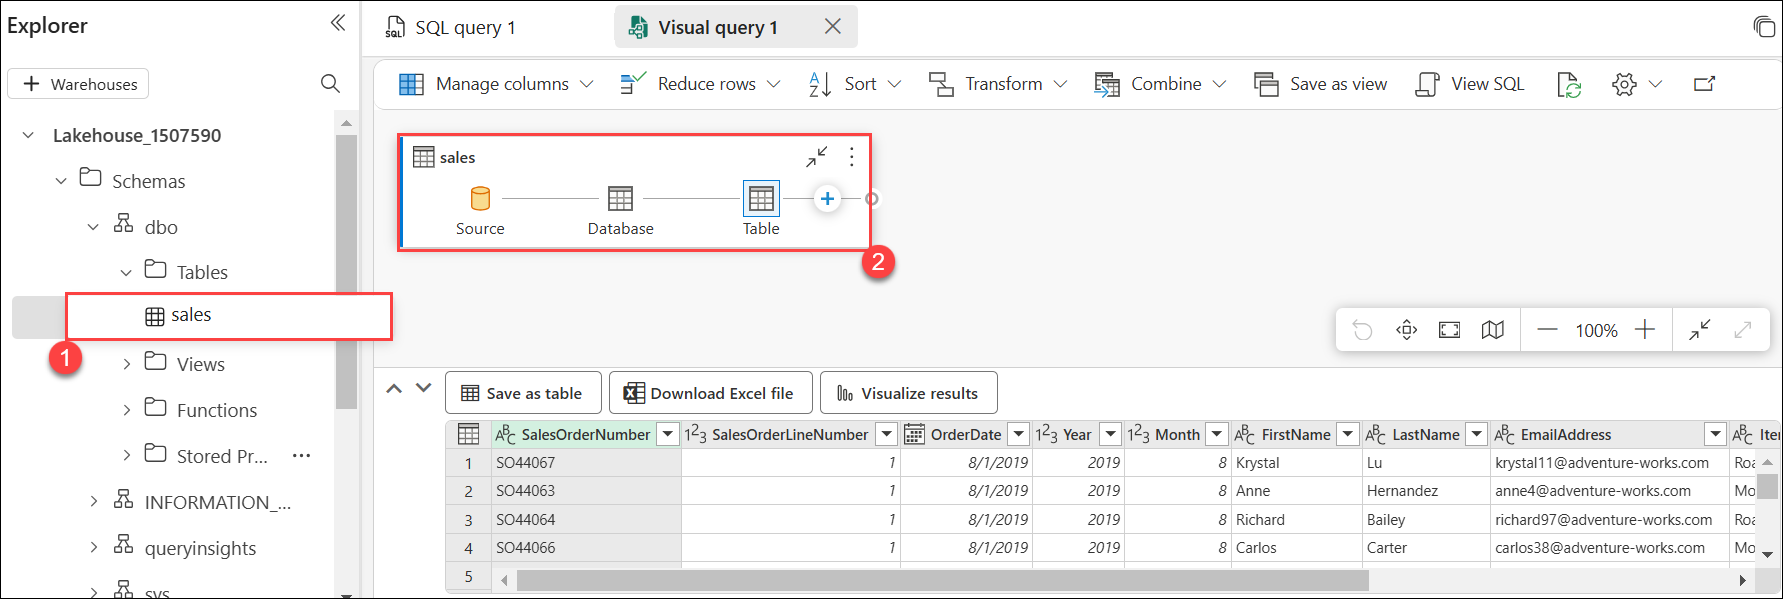 Explorer
SQL query 1
Visual query 1
+ Warehouses
Manage columns
Reduce rows
Sort
Transform
Combine
Save as view
View SQL
Lakehouse_1507590
Schemas
dbo
Tables
sales
1
Views
Functions
Stored Pr...
INFORMATION_...
queryinsights
sys
sales
Source
Database
Table
2
100%
Save as table
Download Excel file
Visualize results
SalesOrderNumber SalesOrderLineNumber OrderDate Year Month FirstName LastName EmailAddress Iter
1 SO44067 1 8/1/2019 2019 8 Krystal Lu krystal11@adventure-works.com Roa
2 SO44063 1 8/1/2019 2019 8 Anne Hernandez anne4@adventure-works.com Mo
3 SO44064 1 8/1/2019 2019 8 Richard Bailey richard97@adventure-works.com Roa
4 SO44066 1 8/1/2019 2019 8 Carlos Carter carlos38@adventure-works.com Mo
5